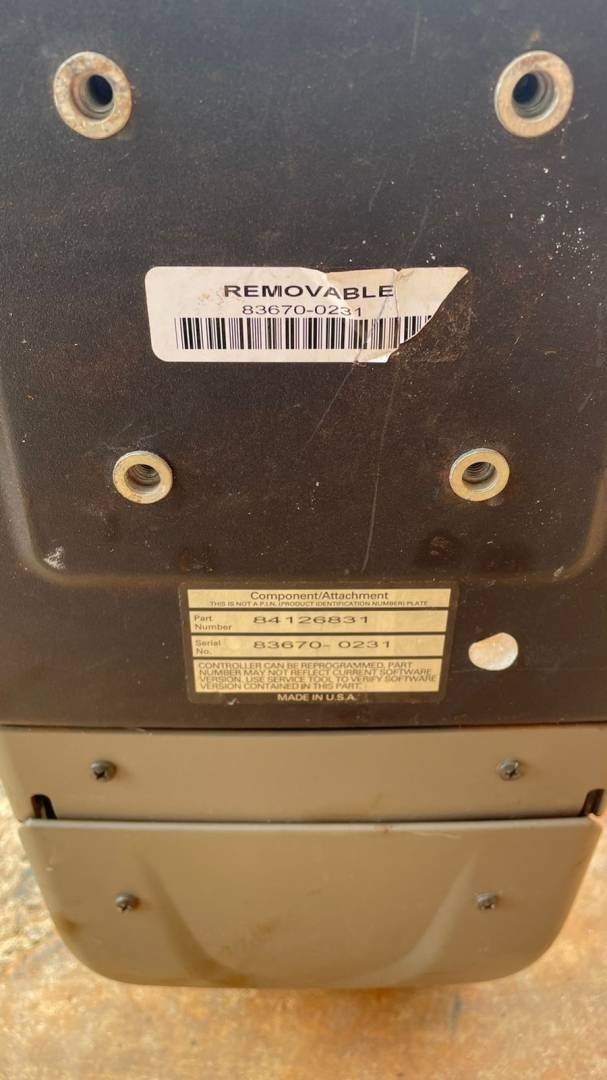 REMOVABLE
83670-0231
Component/Attachment
THIS IS NOT A P.I.N. (PRODUCT IDENTIFICATION NUMBER) PLATE
Part Number 84126831
Serial No. 83670-0231
CONTROLLER CAN BE REPROGRAMMED, PART
NUMBER MAY NOT REFLECT CURRENT SOFTWARE
VERSION. USE SERVICE TOOL TO VERIFY SOFTWARE
VERSION CONTAINED IN THIS PART.
MADE IN U.S.A.